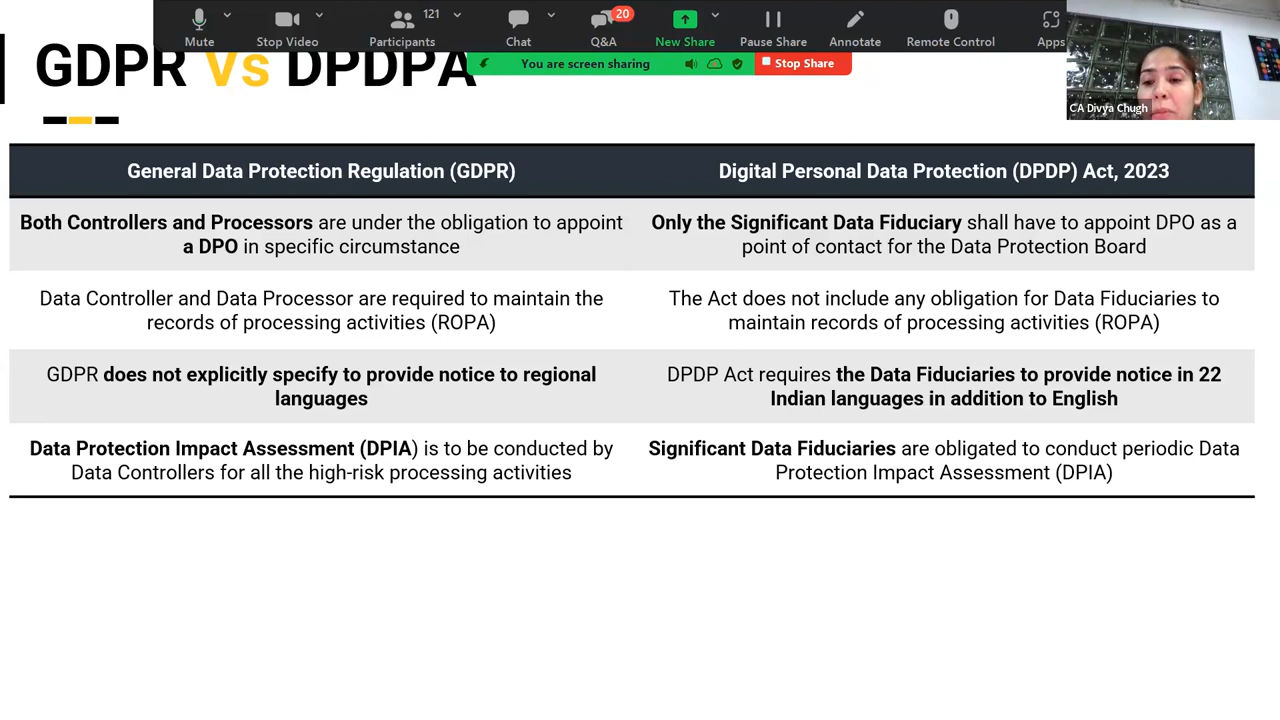 121
20
Mute
Stop Video
Participants
Chat
Q&A
New Share
Pause Share
Annotate
Remote Control
Apps
You are screen sharing
Stop Share
GDPR Vs DPDPA
CA Divya Chugh
General Data Protection Regulation (GDPR)
Digital Personal Data Protection (DPDP) Act, 2023
Both Controllers and Processors are under the obligation to appoint
a DPO in specific circumstance
Only the Significant Data Fiduciary shall have to appoint DPO as a
point of contact for the Data Protection Board
Data Controller and Data Processor are required to maintain the
records of processing activities (ROPA)
The Act does not include any obligation for Data Fiduciaries to
maintain records of processing activities (ROPA)
GDPR does not explicitly specify to provide notice to regional
languages
DPDP Act requires the Data Fiduciaries to provide notice in 22
Indian languages in addition to English
Data Protection Impact Assessment (DPIA) is to be conducted by
Data Controllers for all the high-risk processing activities
Significant Data Fiduciaries are obligated to conduct periodic Data
Protection Impact Assessment (DPIA)